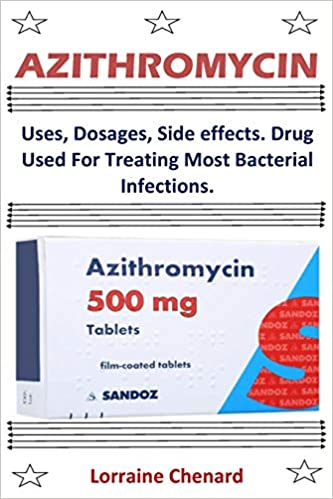 AZITHROMYCIN
Uses, Dosages, Side effects. Drug
Used For Treating Most Bacterial
Infections.
Azithromycin
500 mg
Tablets
film-coated tablets
SANDOZ
S
SANDOZ
Lorraine Chenard